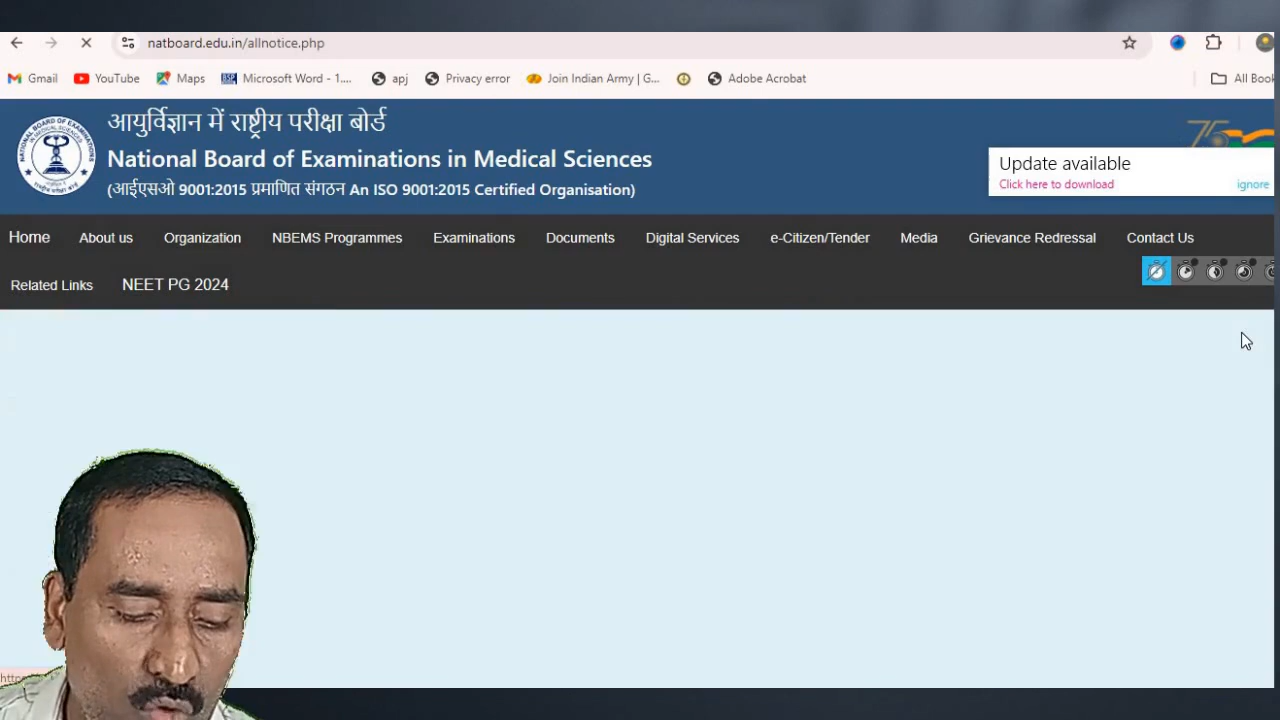 natboard.edu.in/allnotice.php
Gmail YouTube Maps Microsoft Word - 1.... apj Privacy error Join Indian Army | G... Adobe Acrobat All Book
आयुर्विज्ञान में राष्ट्रीय परीक्षा बोर्ड
National Board of Examinations in Medical Sciences
(आईएसओ 9001:2015 प्रमाणित संगठन An ISO 9001:2015 Certified Organisation)
75
Update available
Click here to download ignore
Home About us Organization NBEMS Programmes Examinations Documents Digital Services e-Citizen/Tender Media Grievance Redressal Contact Us
Related Links NEET PG 2024